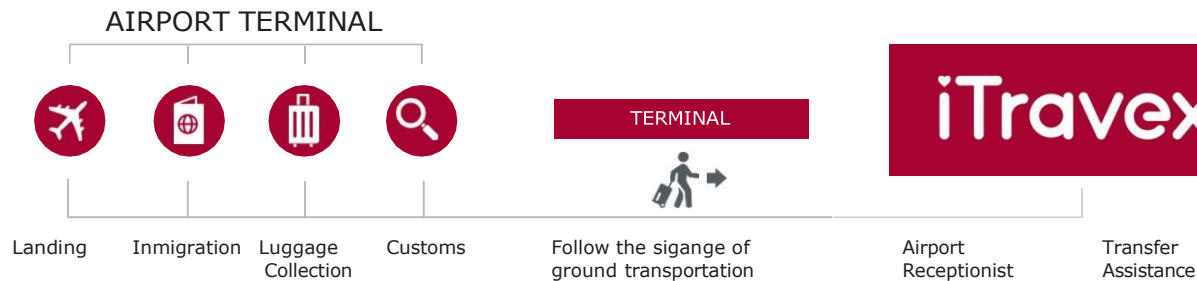 AIRPORT TERMINAL
TERMINAL
iTravex
Landing
Inmigration
Luggage
Collection
Customs
Follow the sigange of
ground transportation
Airport
Receptionist
Transfer
Assistance